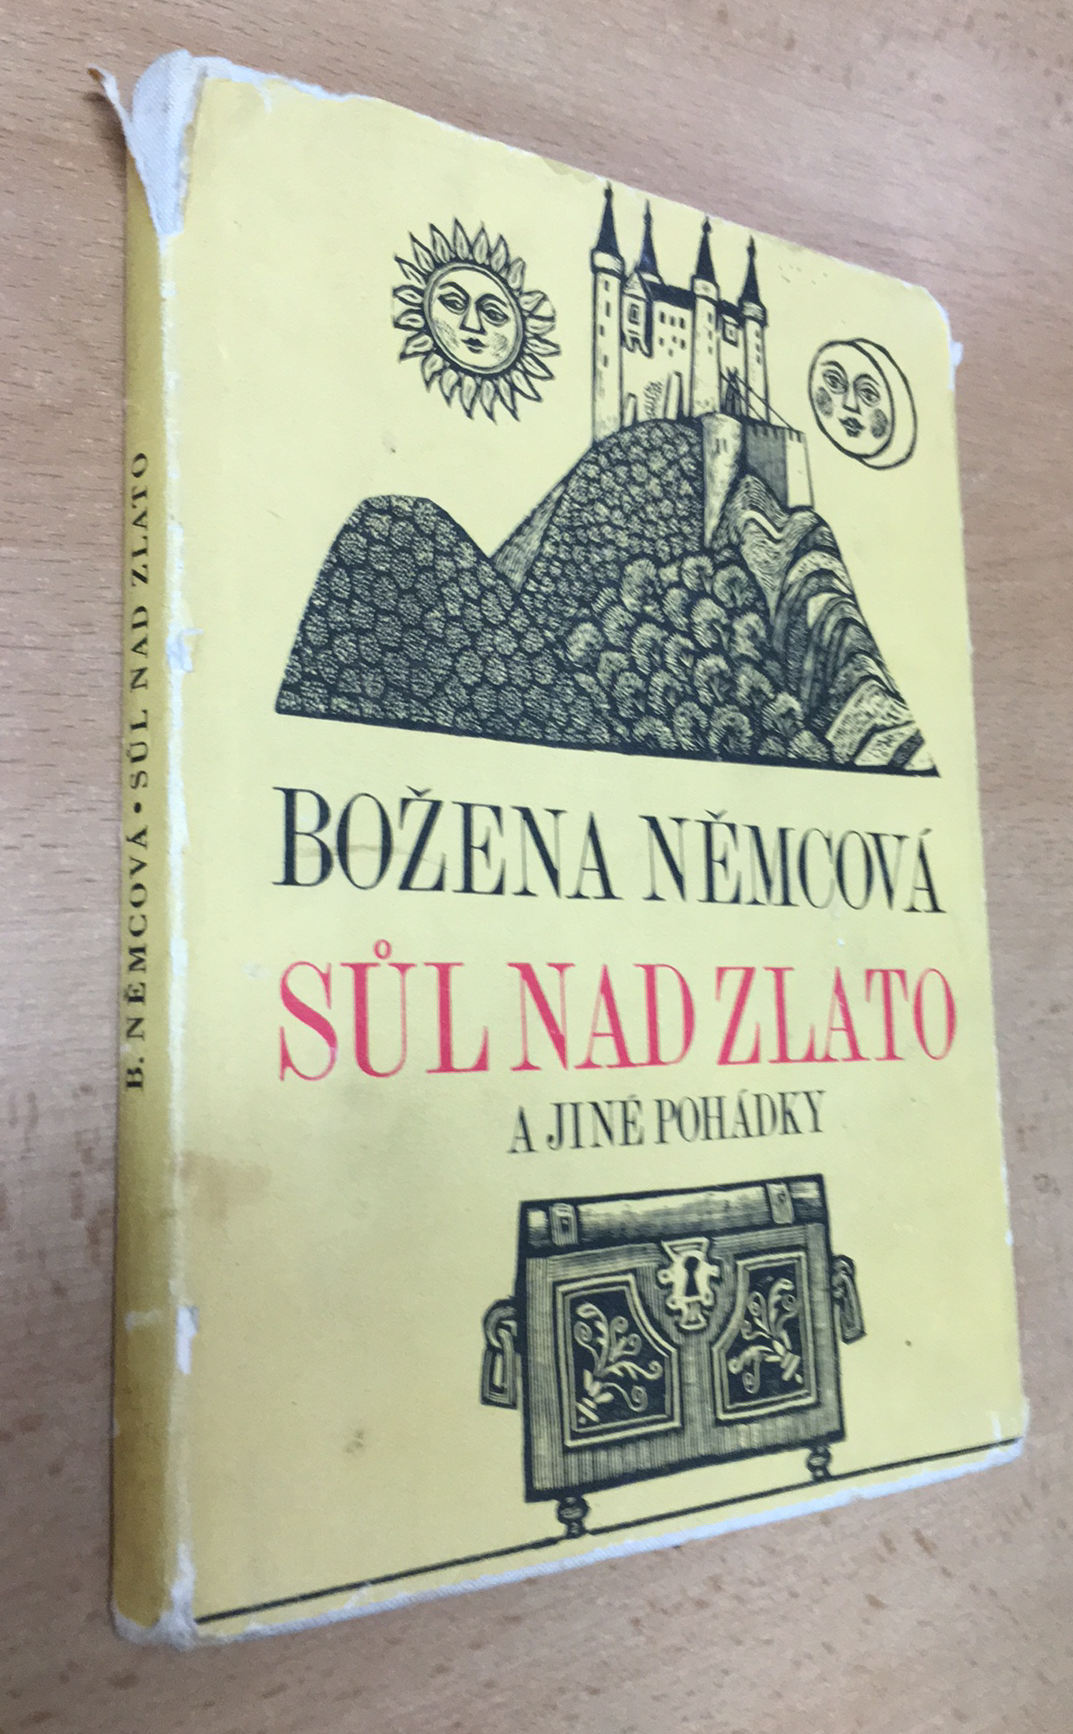 BOŽENA NĚMCOVÁ
SŮL NAD ZLATO
A JINÉ POHÁDKY
B. NĚMCOVÁ • SŮL NAD ZLATO